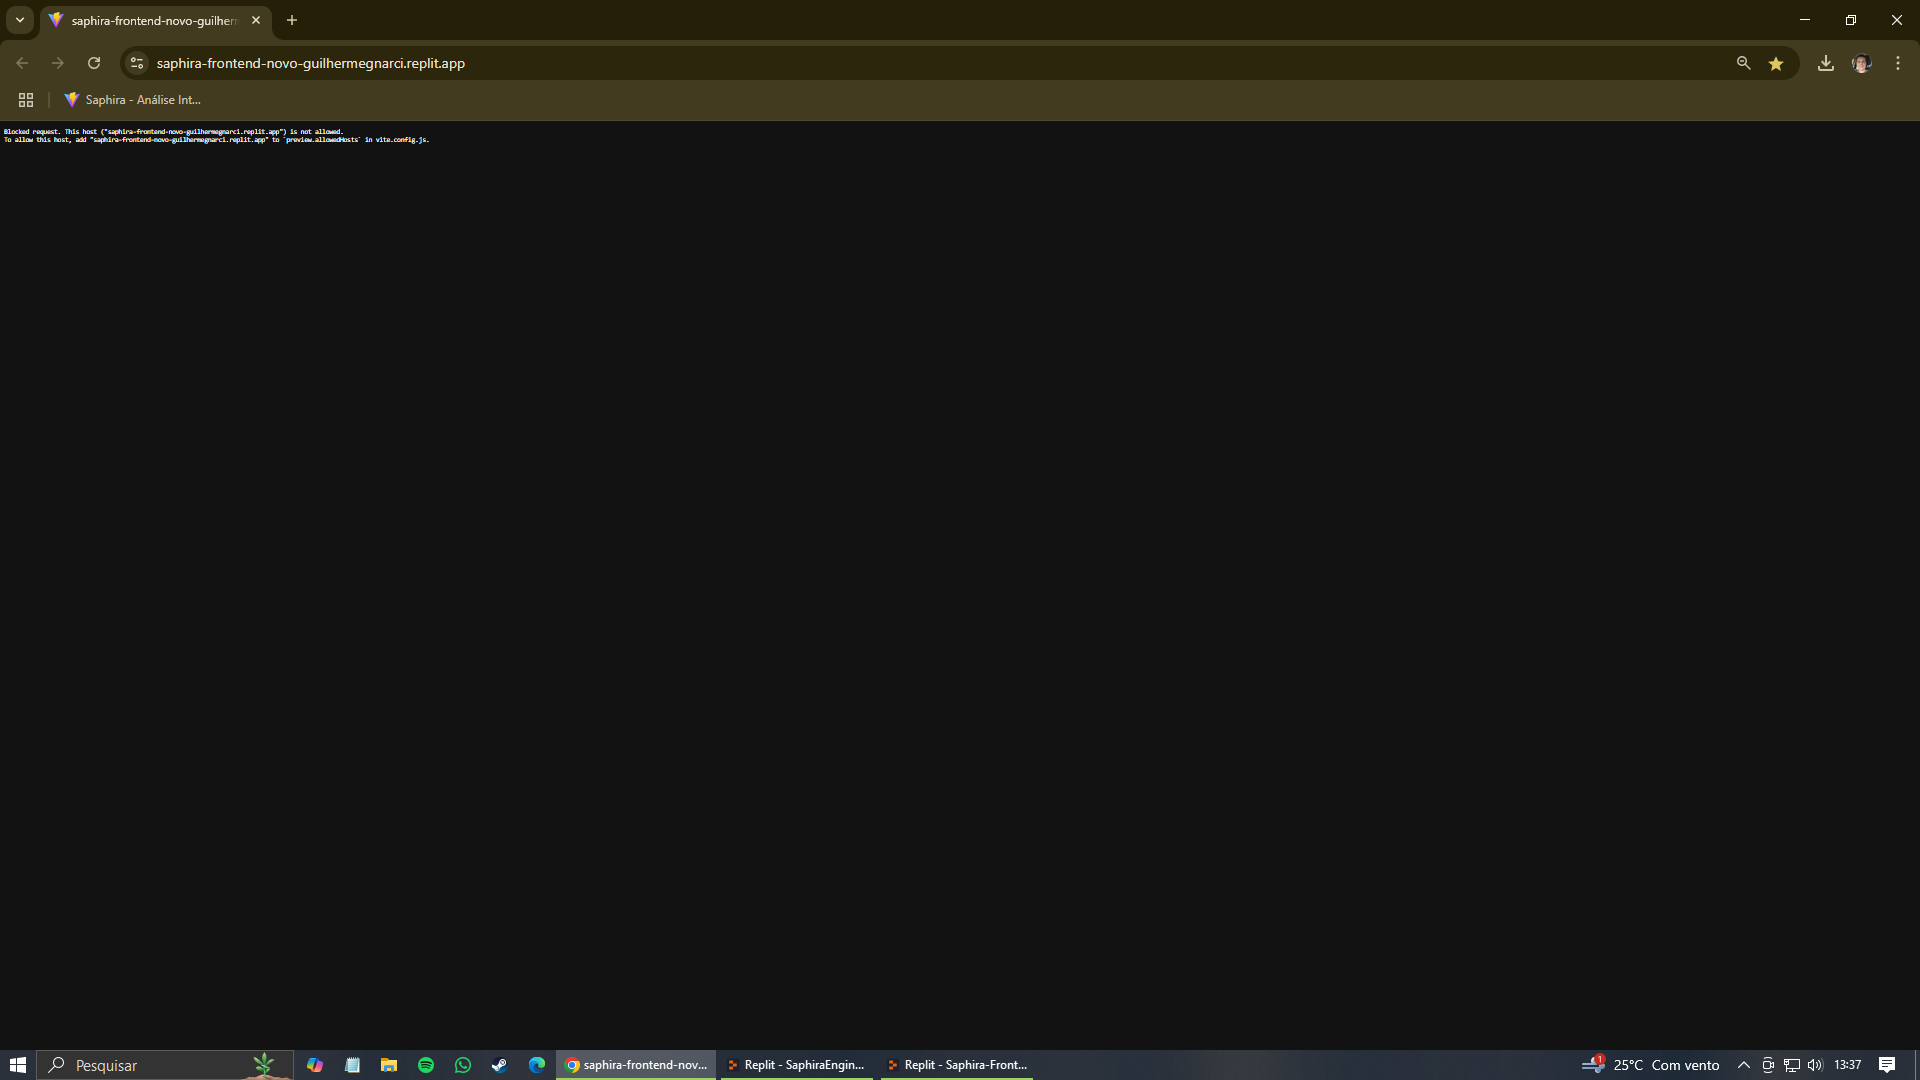 saphira-frontend-novo-guilherm
saphira-frontend-novo-guilhermegnarci.replit.app
Saphira - Análise Int...
Blocked request. This host ("saphira-frontend-novo-guilhermegnarci.replit.app") is not allowed.
To allow this host, add "saphira-frontend-novo-guilhermegnarci.replit.app" to `preview.allowedHosts` in vite.config.js.
Pesquisar
saphira-frontend-nov...
Replit - SaphiraEngin...
Replit - Saphira-Front...
1
25°C Com vento
13:37